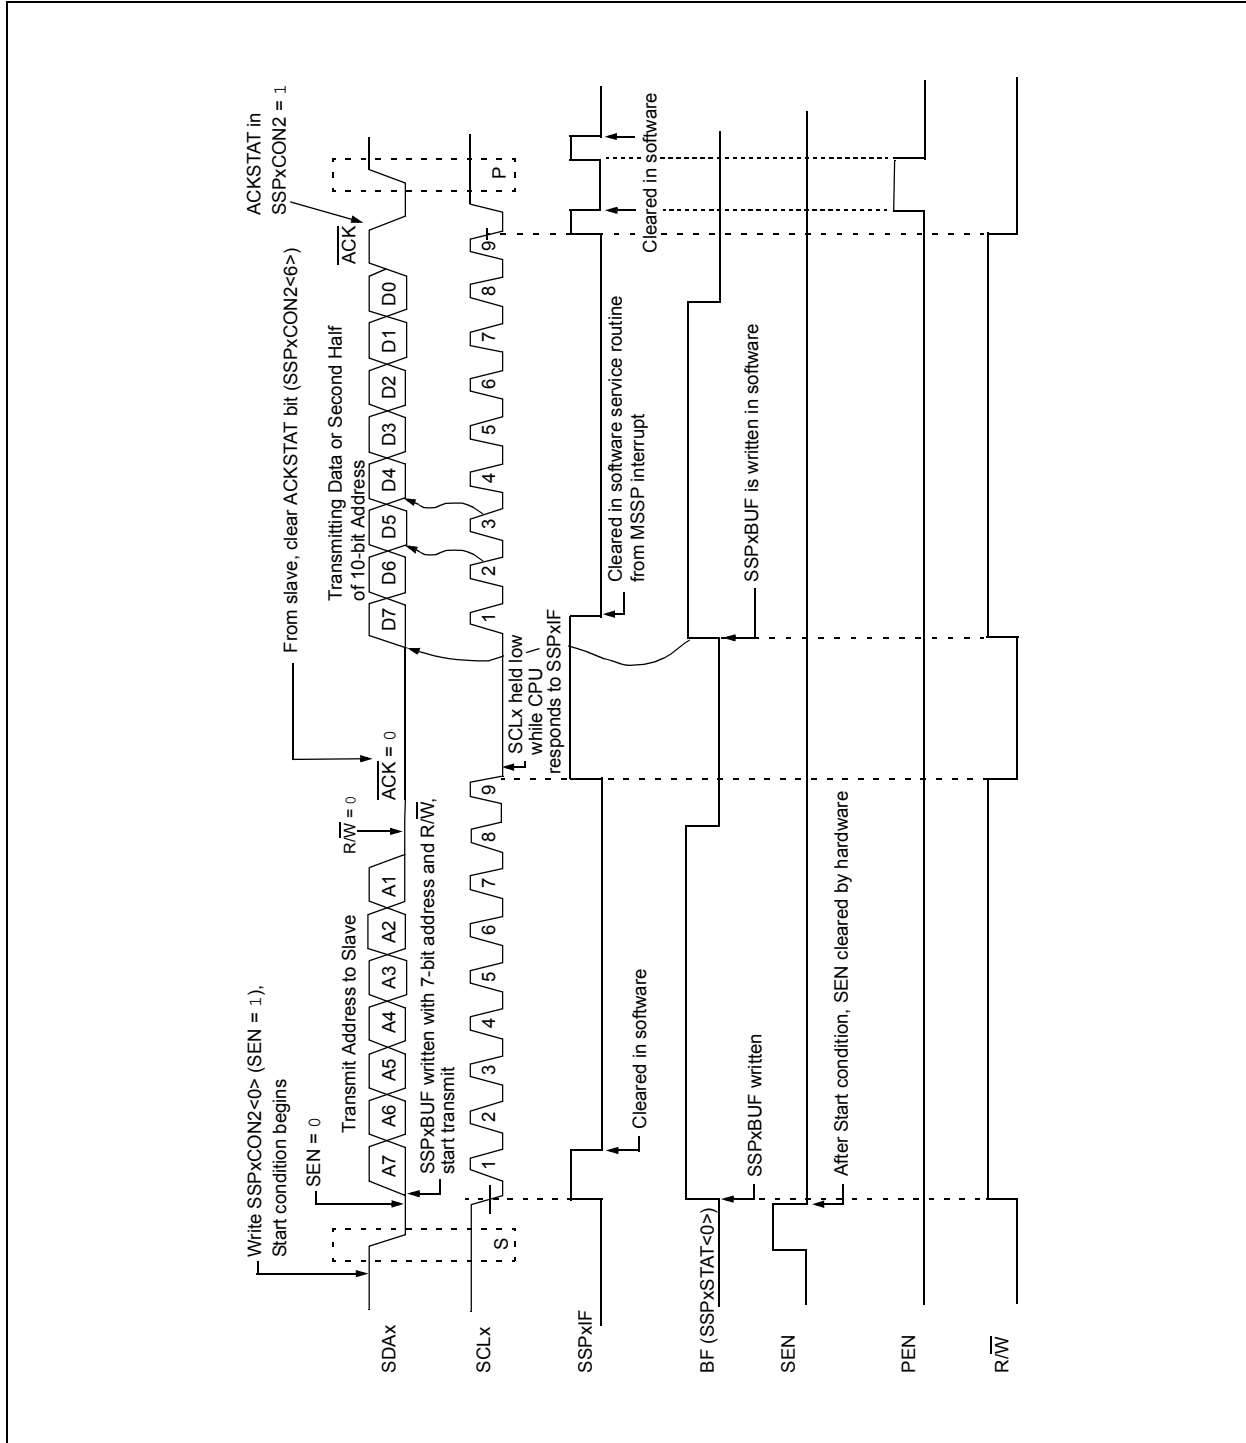 Write SSPxCON2<0> (SEN = 1),
Start condition begins
SEN = 0
Transmit Address to Slave
R/W = 0
From slave, clear ACKSTAT bit (SSPxCON2<6>)
ACK = 0
Transmitting Data or Second Half
of 10-bit Address
ACKSTAT in
SSPxCON2 = 1
ACK
SDAx
A7 A6 A5 A4 A3 A2 A1
D7 D6 D5 D4 D3 D2 D1 D0
SSPxBUF written with 7-bit address and R/W,
start transmit
SCLx
S
1 2 3 4 5 6 7 8 9
1 2 3 4 5 6 7 8 9
P
SCLx held low
while CPU
responds to SSPxIF
SSPxIF
Cleared in software
Cleared in software service routine
from MSSP interrupt
Cleared in software
BF (SSPxSTAT<0>)
SSPxBUF written
SSPxBUF is written in software
SEN
After Start condition, SEN cleared by hardware
PEN
R/W